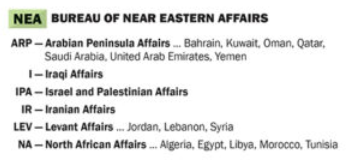 NEA BUREAU OF NEAR EASTERN AFFAIRS
ARP — Arabian Peninsula Affairs ... Bahrain, Kuwait, Oman, Qatar,
Saudi Arabia, United Arab Emirates, Yemen
I — Iraqi Affairs
IPA — Israel and Palestinian Affairs
IR — Iranian Affairs
LEV — Levant Affairs ... Jordan, Lebanon, Syria
NA — North African Affairs ... Algeria, Egypt, Libya, Morocco, Tunisia